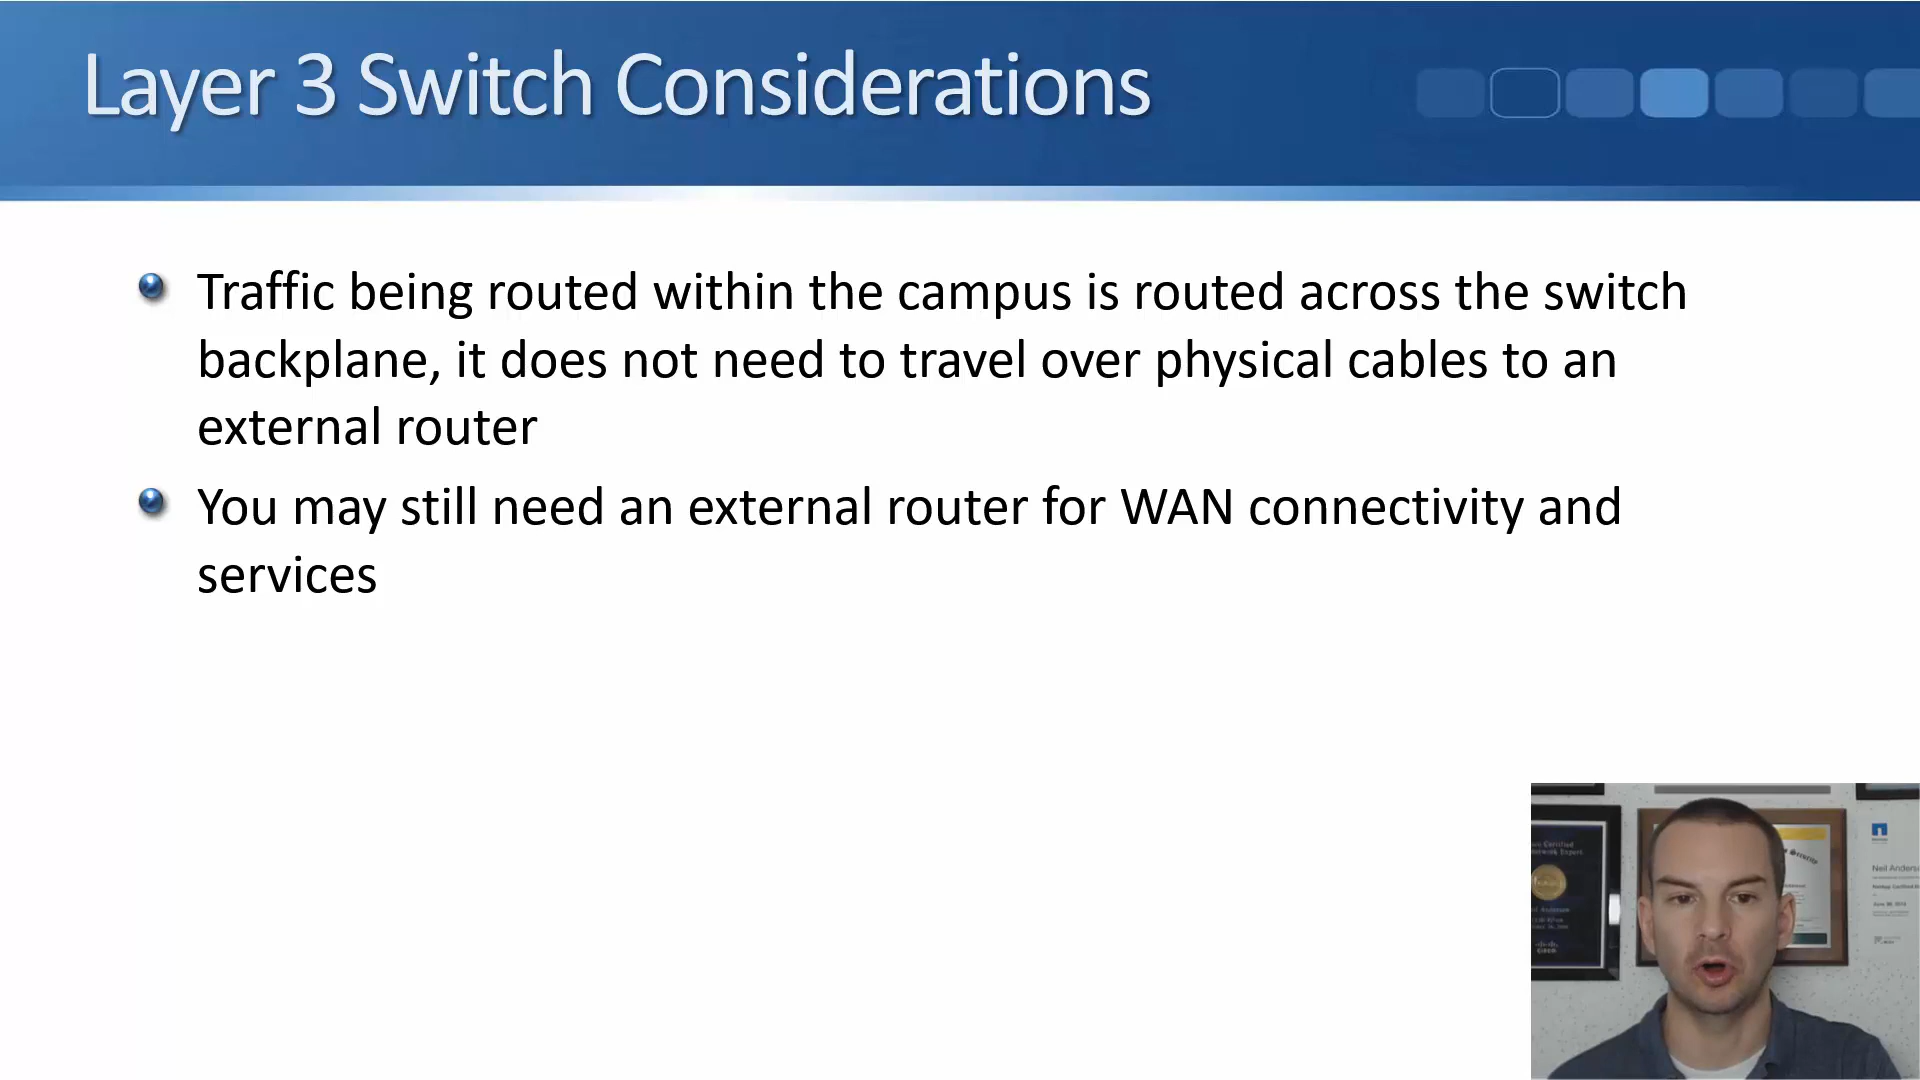 Layer 3 Switch Considerations
Traffic being routed within the campus is routed across the switch
backplane, it does not need to travel over physical cables to an
external router
You may still need an external router for WAN connectivity and
services
Neil Anders